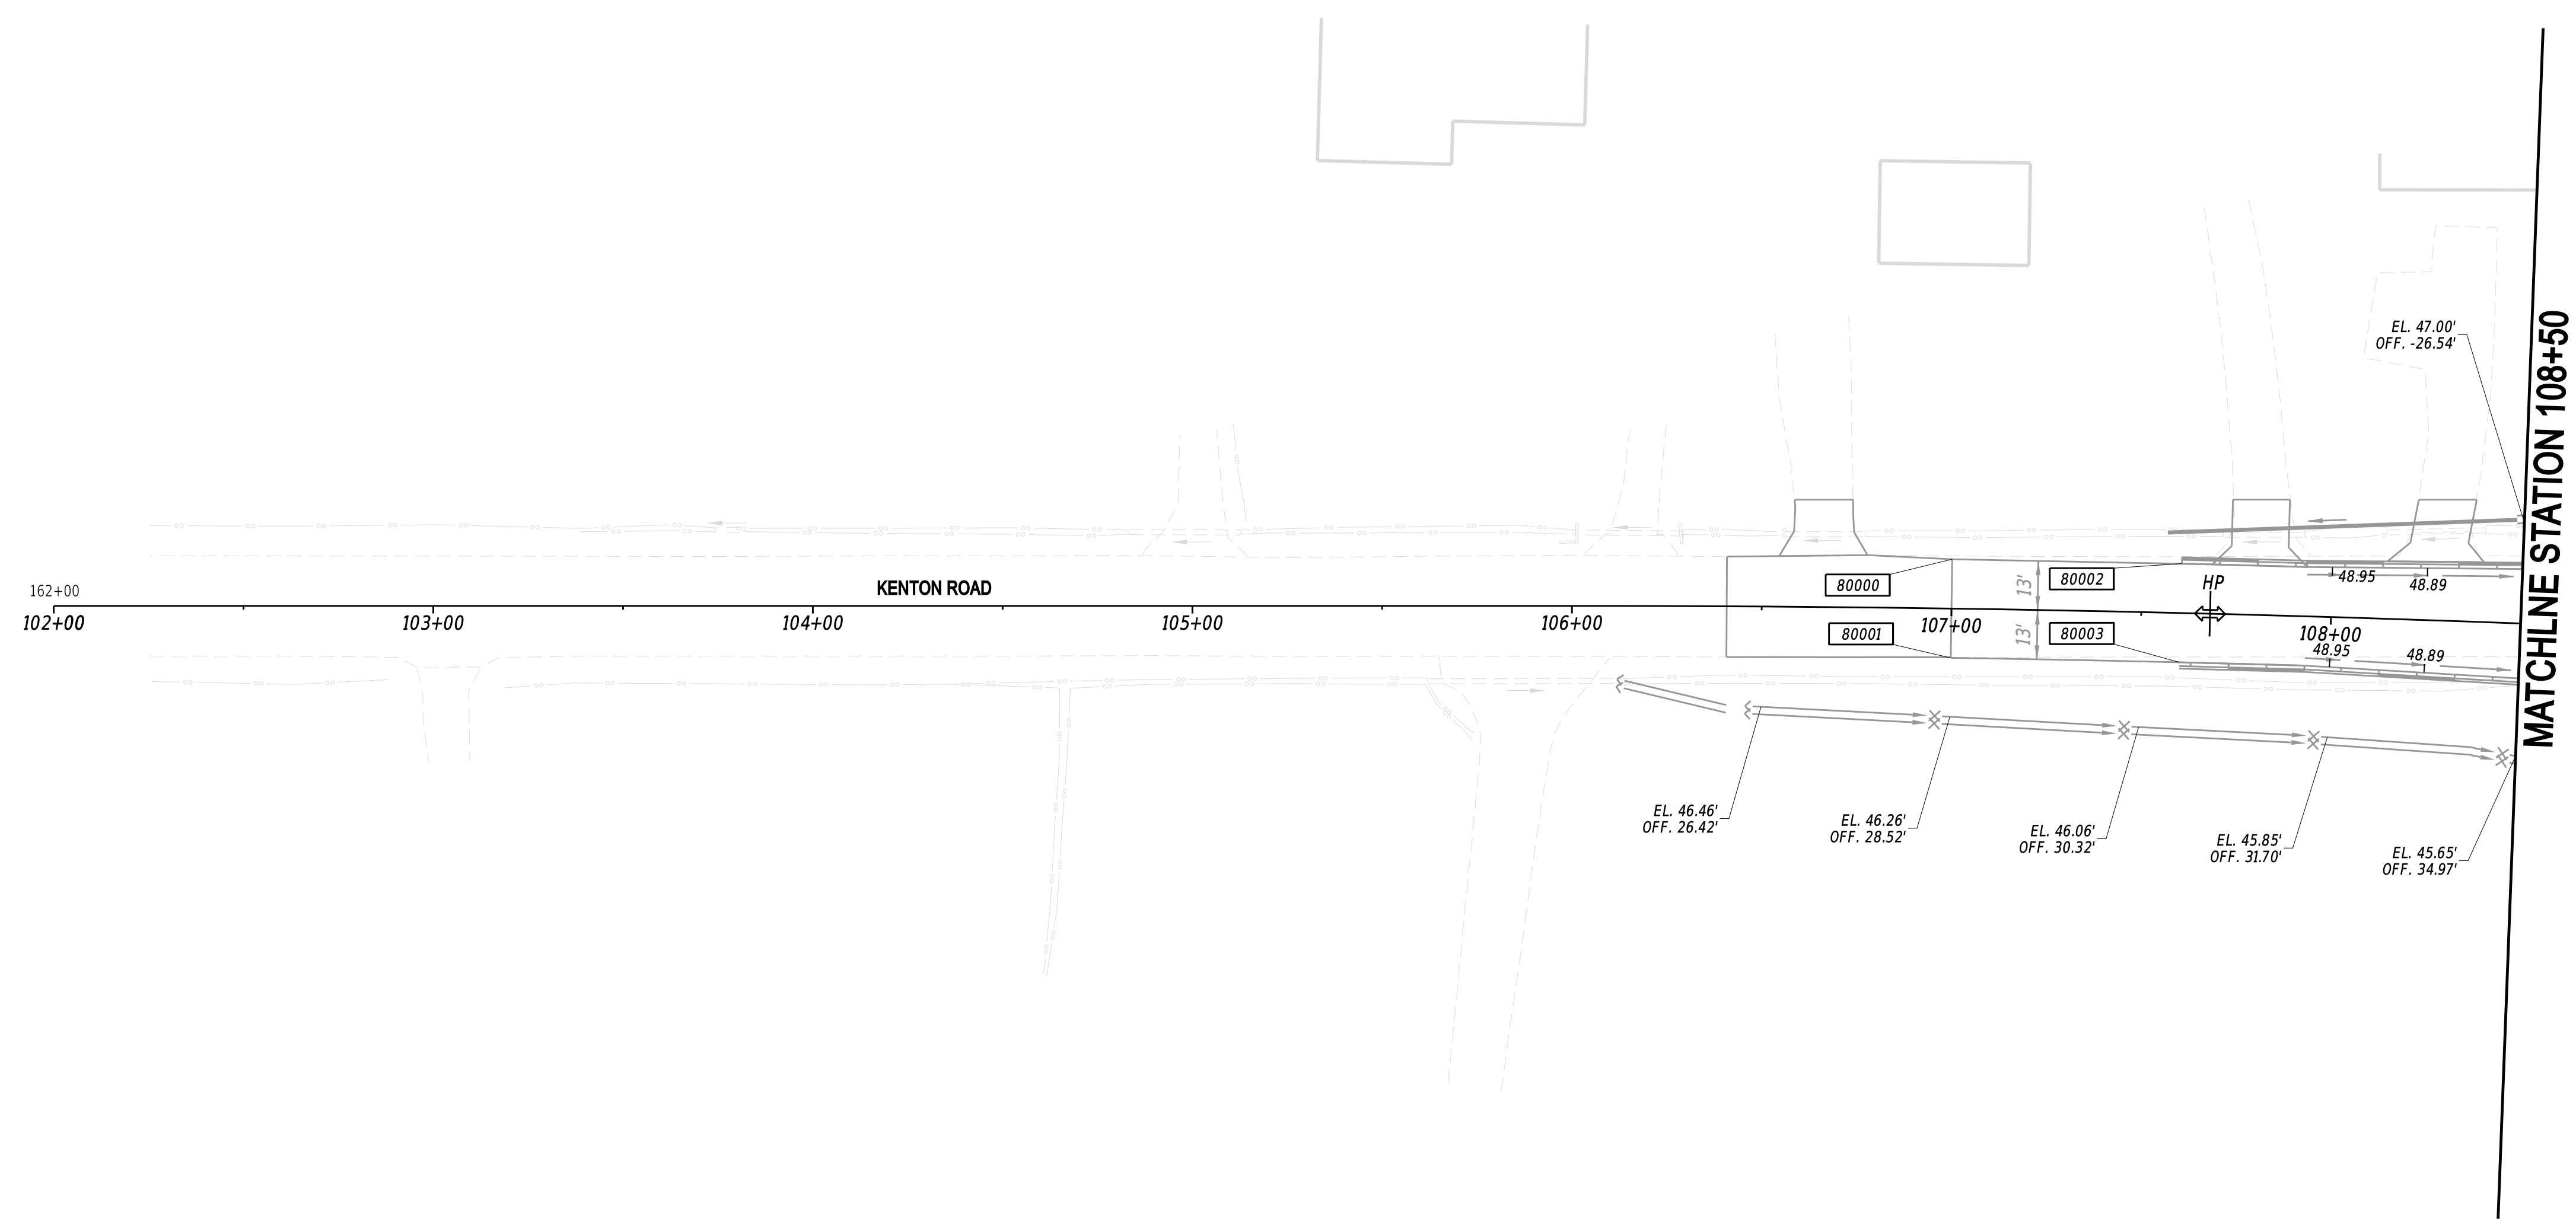 MATCHLNE STATION 108+50
EL. 47.00'
OFF. -26.54'
162+00
KENTON ROAD
80000
80002
13'
HP
48.95
48.89
102+00
103+00
104+00
105+00
106+00
107+00
108+00
80001
80003
13'
48.95
48.89
EL. 46.46'
OFF. 26.42'
EL. 46.26'
OFF. 28.52'
EL. 46.06'
OFF. 30.32'
EL. 45.85'
OFF. 31.70'
EL. 45.65'
OFF. 34.97'